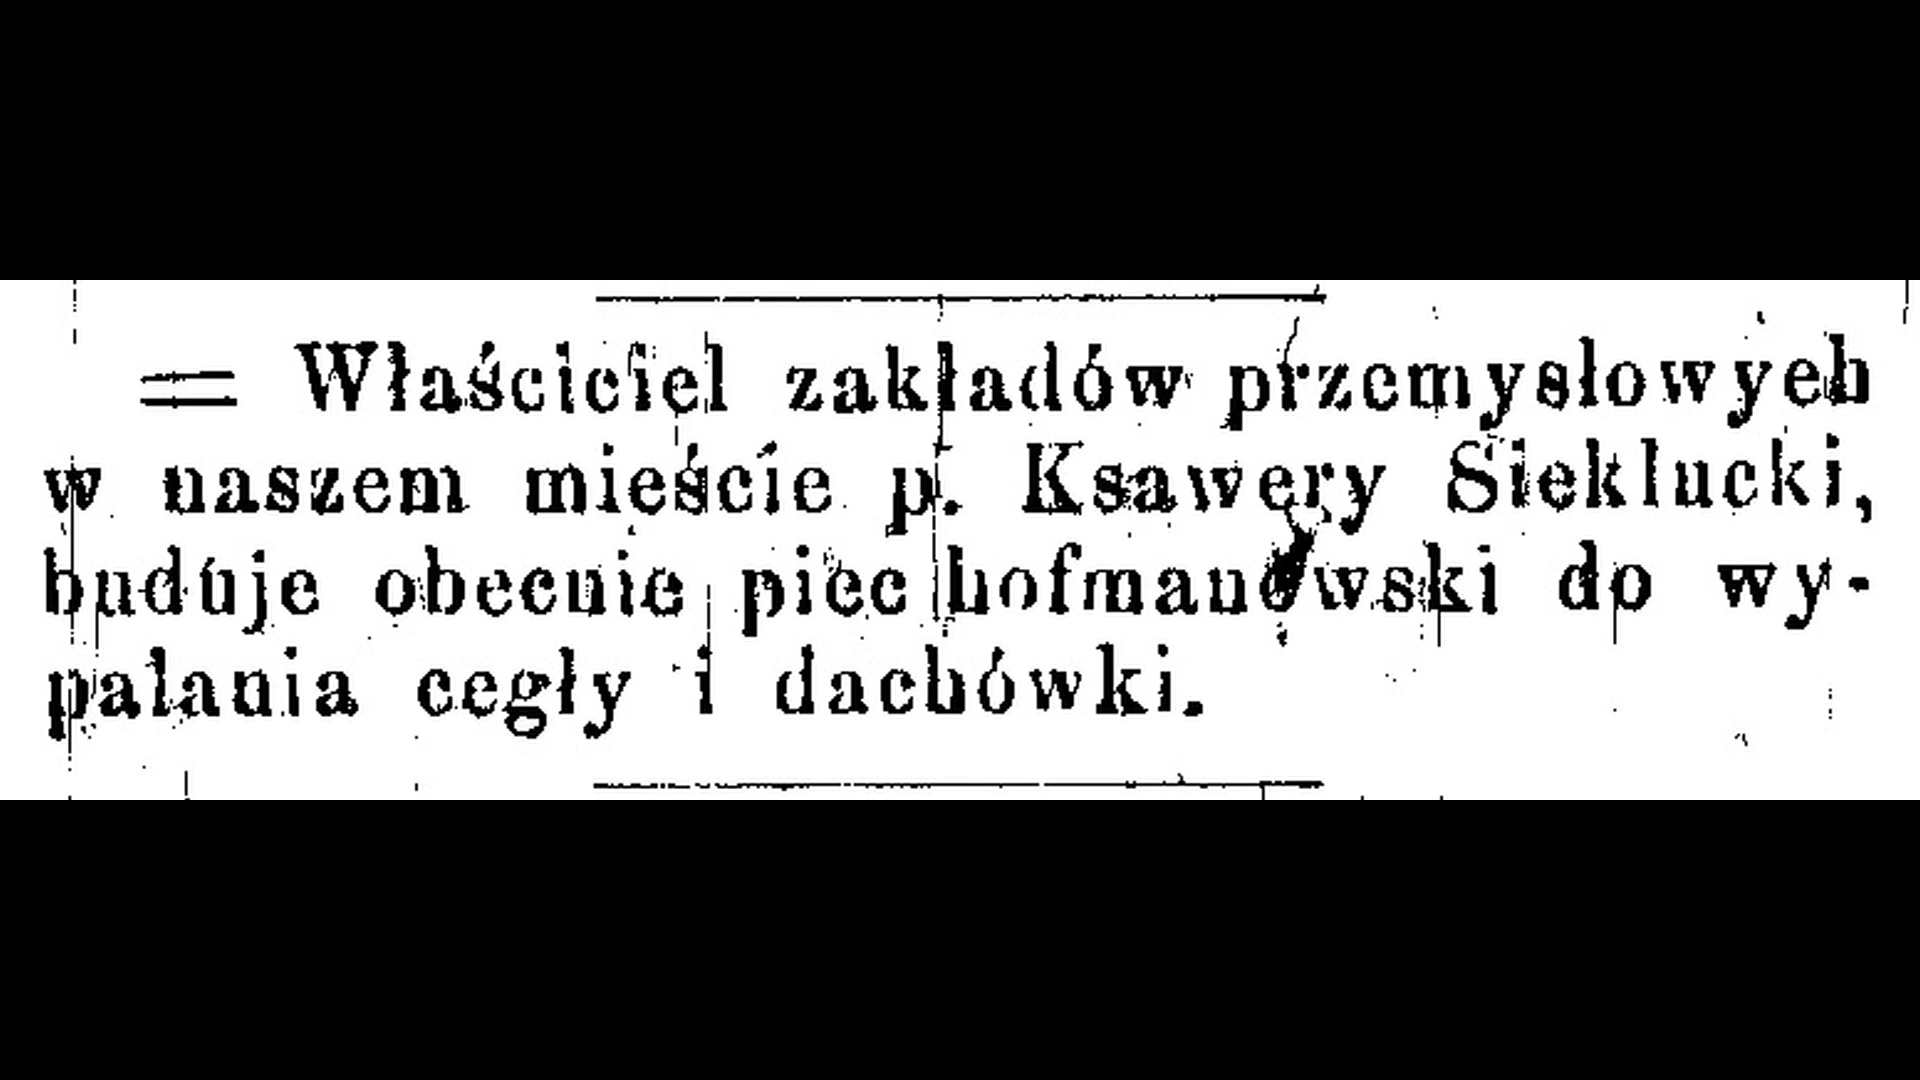 = Właściciel zakładów przemysłowych
w naszem mieście p. Ksawery Sieklucki,
buduje obecnie piec hofmanowski do wy-
palania cegły i dachówki.